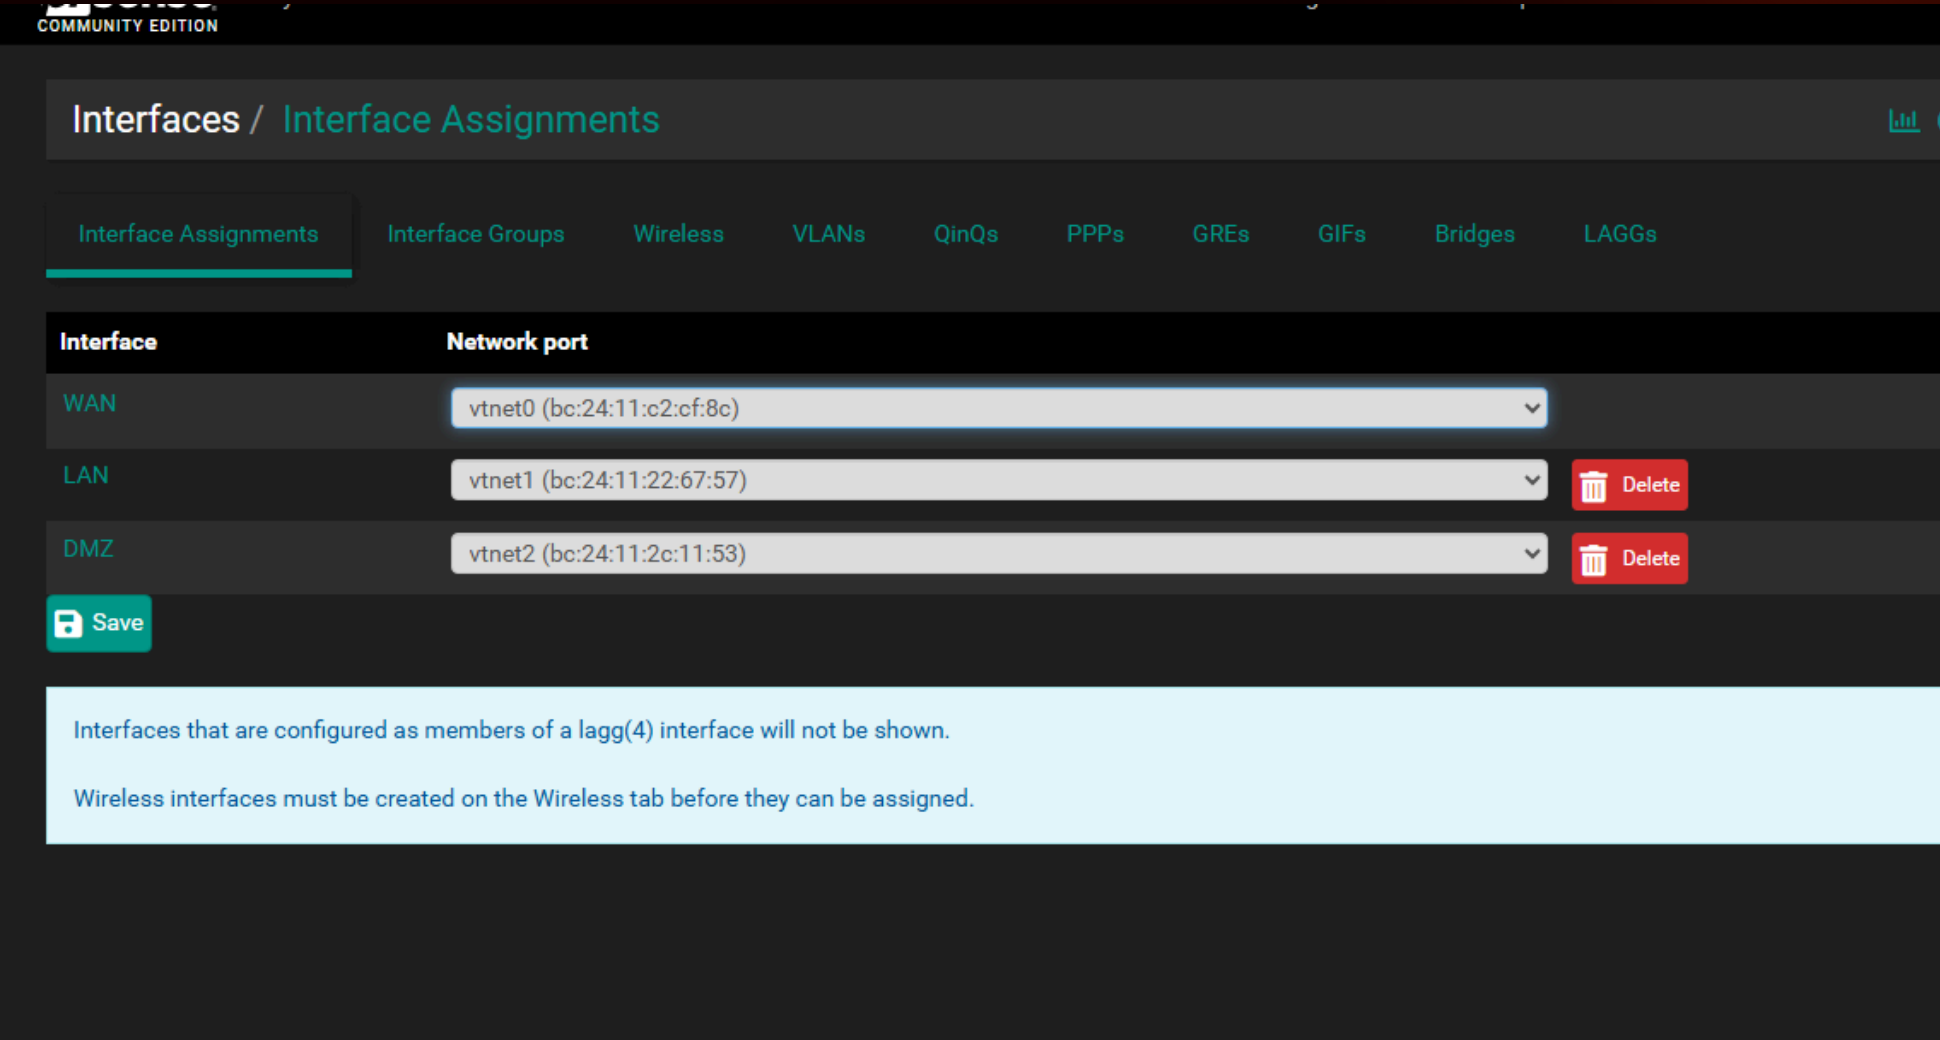 COMMUNITY EDITION
Interfaces / Interface Assignments
Interface Assignments Interface Groups Wireless VLANs QinQs PPPs GREs GIFs Bridges LAGGs
Interface Network port
WAN vtnet0 (bc:24:11:c2:cf:8c)
LAN vtnet1 (bc:24:11:22:67:57) Delete
DMZ vtnet2 (bc:24:11:2c:11:53) Delete
Save
Interfaces that are configured as members of a lagg(4) interface will not be shown.
Wireless interfaces must be created on the Wireless tab before they can be assigned.